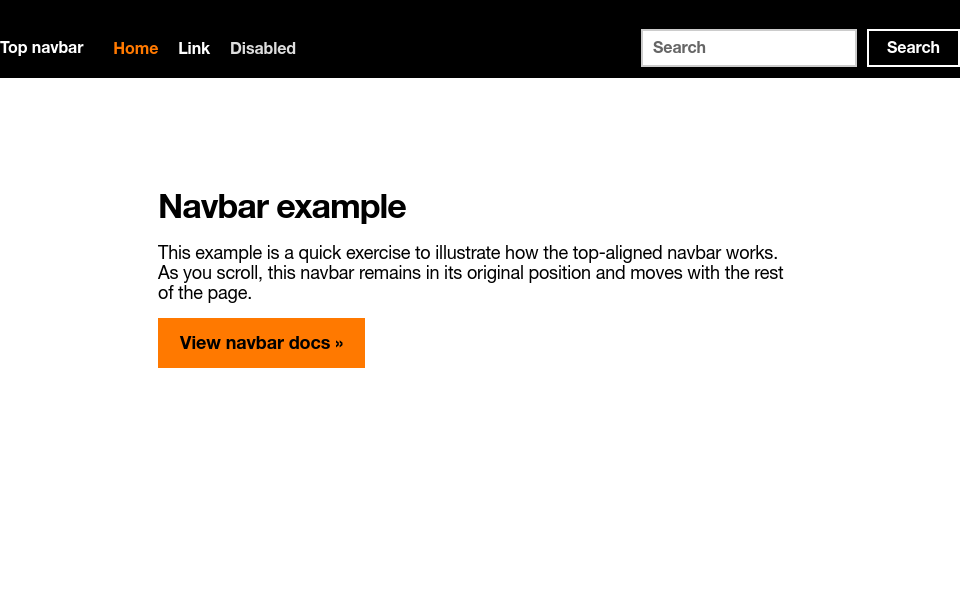 Top navbar Home Link Disabled Search Search
Navbar example
This example is a quick exercise to illustrate how the top-aligned navbar works.
As you scroll, this navbar remains in its original position and moves with the rest
of the page.
View navbar docs »